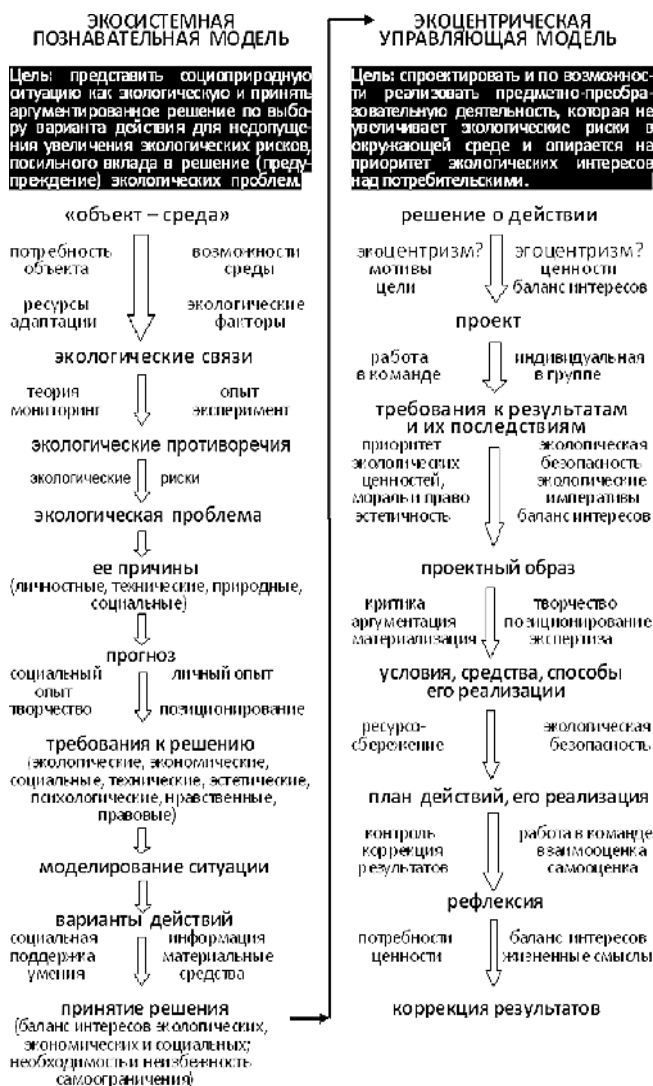 ЭКОСИСТЕМНАЯ
ПОЗНАВАТЕЛЬНАЯ МОДЕЛЬ
Цель: представить социоприродную
ситуацию как экологическую и принять
аргументированное решение по выбо-
ру варианта действия для недопуще-
ния увеличения экологических рисков,
посильного вклада в решение (преду-
преждение) экологических проблем.
«объект – среда»
потребность возможности
объекта среды
ресурсы экологические
адаптации факторы
экологические связи
теория опыт
мониторинг эксперимент
экологические противоречия
экологические риски
экологическая проблема
ее причины
(личностные, технические, природные,
социальные)
прогноз
социальный личный опыт
опыт
творчество позиционирование
требования к решению
(экологические, экономические,
социальные, технические, эстетические,
психологические, нравственные,
правовые)
моделирование ситуации
варианты действий
социальная информация
поддержка материальные
умения средства
принятие решения
(баланс интересов экологических,
экономических и социальных;
необходимость и неизбежность
самоограничения)
ЭКОЦЕНТРИЧЕСКАЯ
УПРАВЛЯЮЩАЯ МОДЕЛЬ
Цель: спроектировать и по возможнос-
ти реализовать предметно-преобра-
зовательную деятельность, которая не
увеличивает экологические риски в
окружающей среде и опирается на
приоритет экологических интересов
над потребительскими.
решение о действии
экоцентризм? эгоцентризм?
мотивы ценности
цели баланс интересов
проект
работа индивидуальная
в команде в группе
требования к результатам
и их последствиям
приоритет экологическая
экологических безопасность
ценностей, экологические
мораль и право императивы
эстетичность баланс интересов
проектный образ
критика творчество
аргументация позиционирование
материализация экспертиза
условия, средства, способы
его реализации
ресурсо- экологическая
сбережение безопасность
план действий, его реализация
контроль работа в команде
коррекция взаимооценка
результатов самооценка
рефлексия
потребности баланс интересов
ценности жизненные смыслы
коррекция результатов